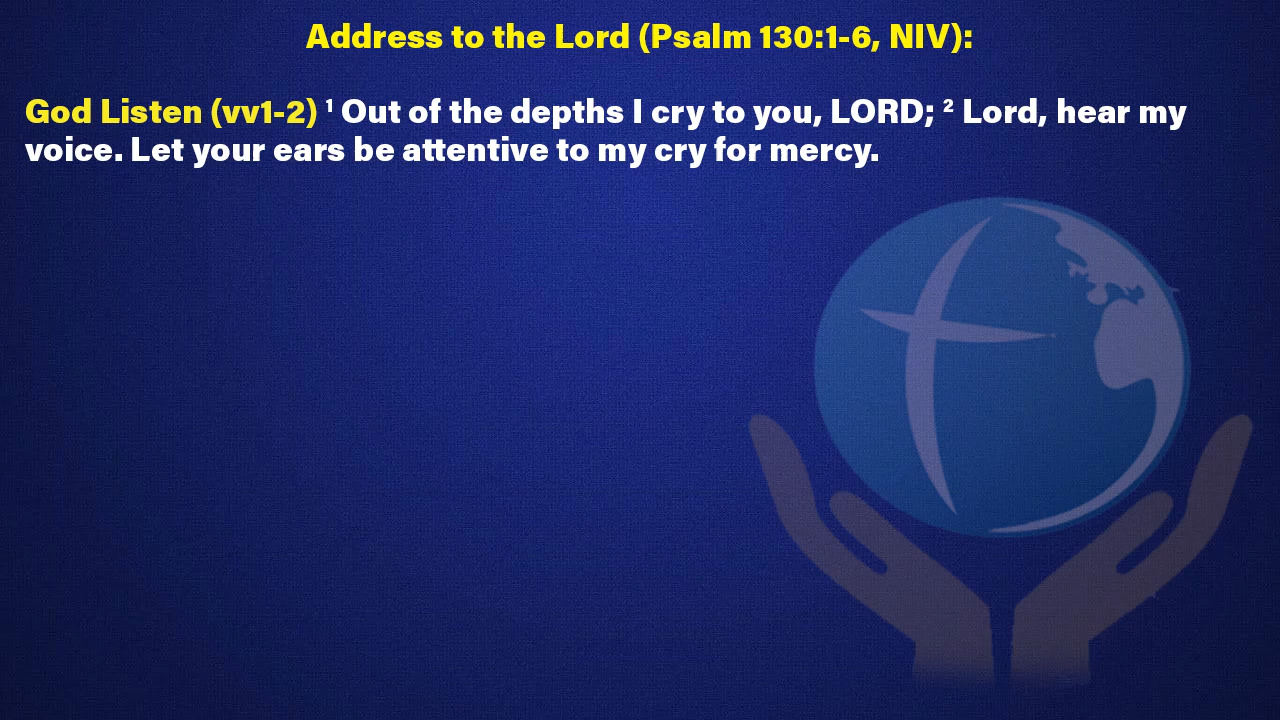 Address to the Lord (Psalm 130:1-6, NIV):
God Listen (vv1-2) ¹ Out of the depths I cry to you, LORD; ² Lord, hear my
voice. Let your ears be attentive to my cry for mercy.